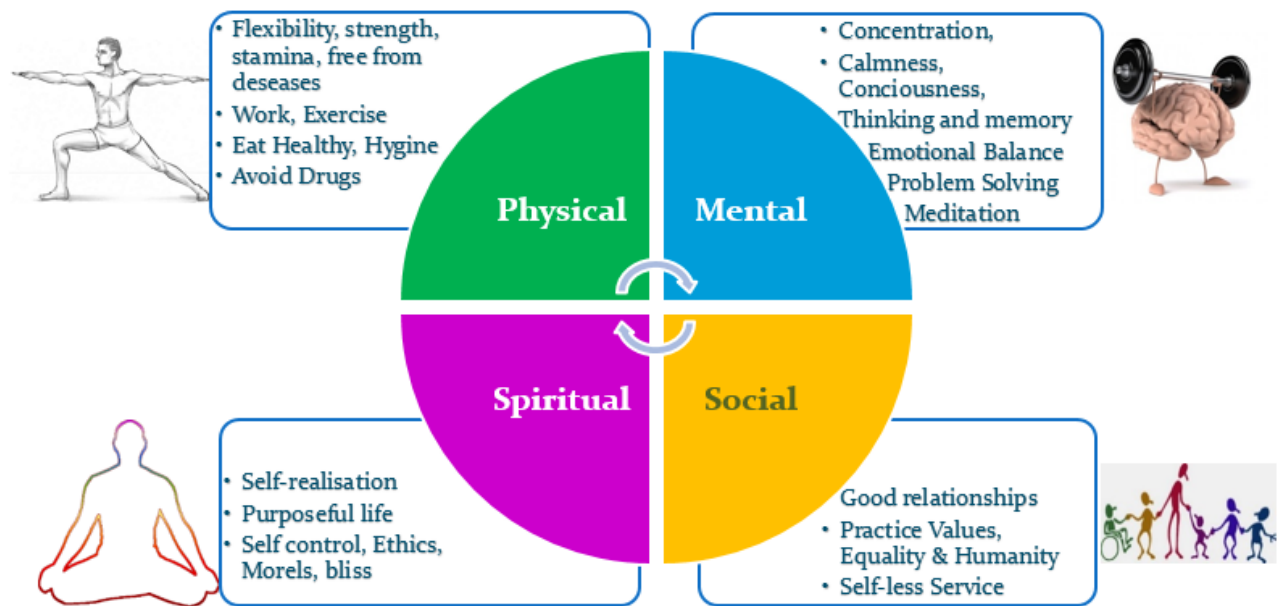 • Flexibility, strength,
stamina, free from
deseases
• Work, Exercise
• Eat Healthy, Hygine
• Avoid Drugs
Physical
• Concentration,
• Calmness,
Conciousness,
Thinking and memory
Emotional Balance
Problem Solving
Meditation
Mental
Spiritual
• Self-realisation
• Purposeful life
• Self control, Ethics,
Morels, bliss
Social
Good relationships
• Practice Values,
Equality & Humanity
• Self-less Service